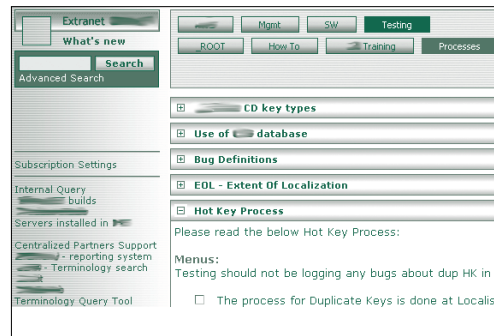 Extranet
What's new
Search
Advanced Search
Subscription Settings
Internal Query
builds
Servers installed in
Centralized Partners Support
- reporting system
- Terminology search
Terminology Query Tool
Mgmt SW Testing
_ROOT How To Training Processes
CD key types
Use of database
Bug Definitions
EOL - Extent Of Localization
Hot Key Process
Please read the below Hot Key Process:
Menus:
Testing should not be logging any bugs about dup HK in
The process for Duplicate Keys is done at Localis